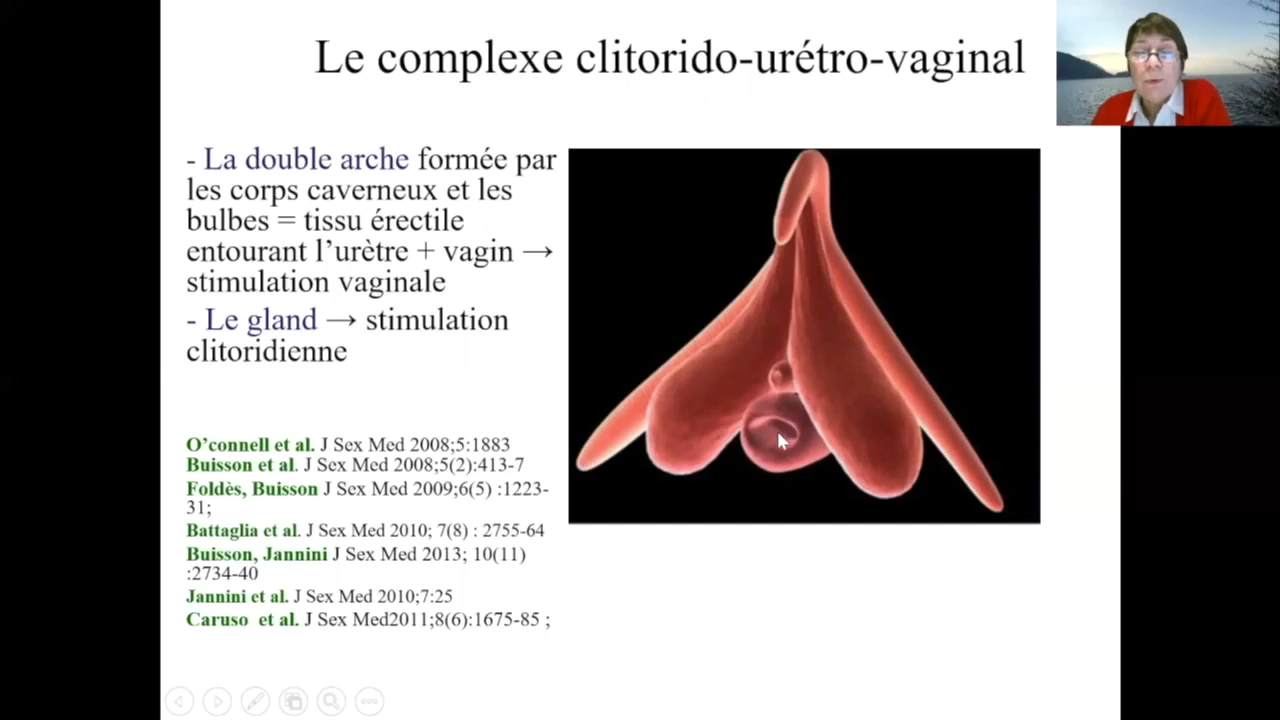 Le complexe clitorido-urétro-vaginal
- La double arche formée par
les corps caverneux et les
bulbes = tissu érectile
entourant l’urètre + vagin →
stimulation vaginale
- Le gland → stimulation
clitoridienne
O’connell et al. J Sex Med 2008;5:1883
Buisson et al. J Sex Med 2008;5(2):413-7
Foldès, Buisson J Sex Med 2009;6(5) :1223-
31;
Battaglia et al. J Sex Med 2010; 7(8) : 2755-64
Buisson, Jannini J Sex Med 2013; 10(11)
:2734-40
Jannini et al. J Sex Med 2010;7:25
Caruso et al. J Sex Med2011;8(6):1675-85 ;